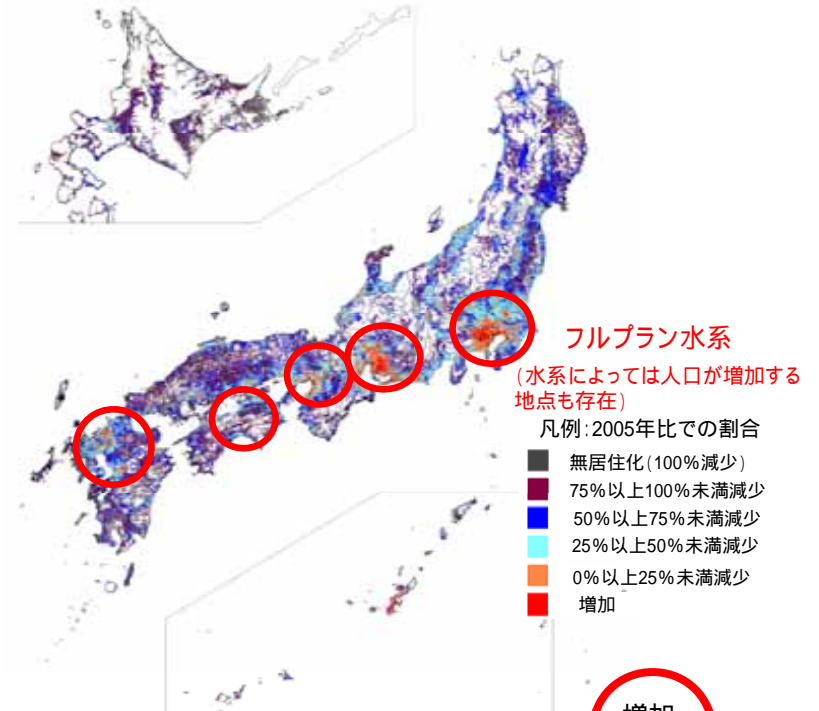 フルプラン水系
(水系によっては人口が増加する
地点も存在)
凡例:2005年比での割合
無居住化(100%減少)
75%以上100%未満減少
50%以上75%未満減少
25%以上50%未満減少
0%以上25%未満減少
増加
増加